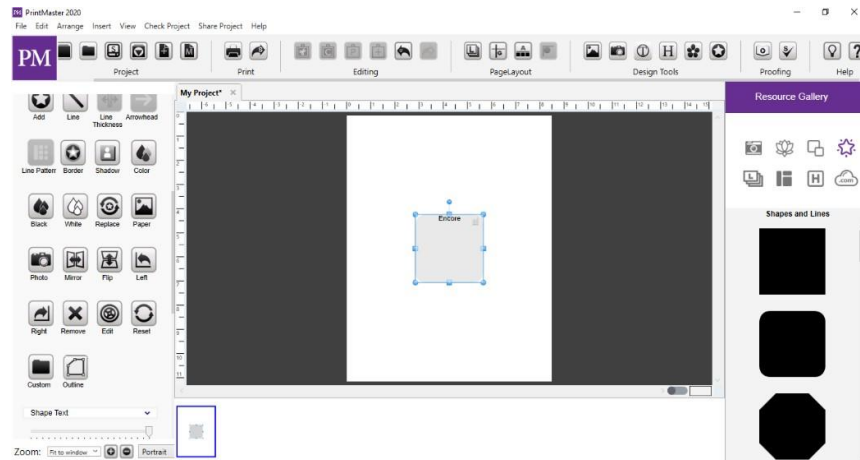 PrintMaster 2020
File Edit Arrange Insert View Check Project Share Project Help
PM
Project Print Editing PageLayout Design Tools Proofing Help
My Project*
Resource Gallery
Add Line Line Thickness Arrowhead
Line Pattern Border Shadow Color
Black White Replace Paper
Photo Mirror Flip Left
Right Remove Edit Reset
Custom Outline
Shape Text
Encore
Shapes and Lines
Zoom: Fit to window Portrait